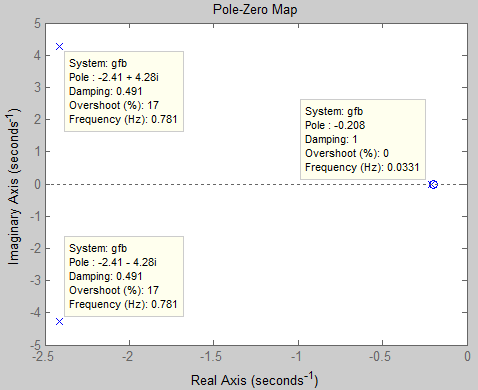 Pole-Zero Map
5
4
3
2
1
0
-1
-2
-3
-4
-5
Imaginary Axis (seconds-1)
System: gfb
Pole : -2.41 + 4.28i
Damping: 0.491
Overshoot (%): 17
Frequency (Hz): 0.781
System: gfb
Pole : -0.208
Damping: 1
Overshoot (%): 0
Frequency (Hz): 0.0331
System: gfb
Pole : -2.41 - 4.28i
Damping: 0.491
Overshoot (%): 17
Frequency (Hz): 0.781
-2.5 -2 -1.5 -1 -0.5 0
Real Axis (seconds-1)